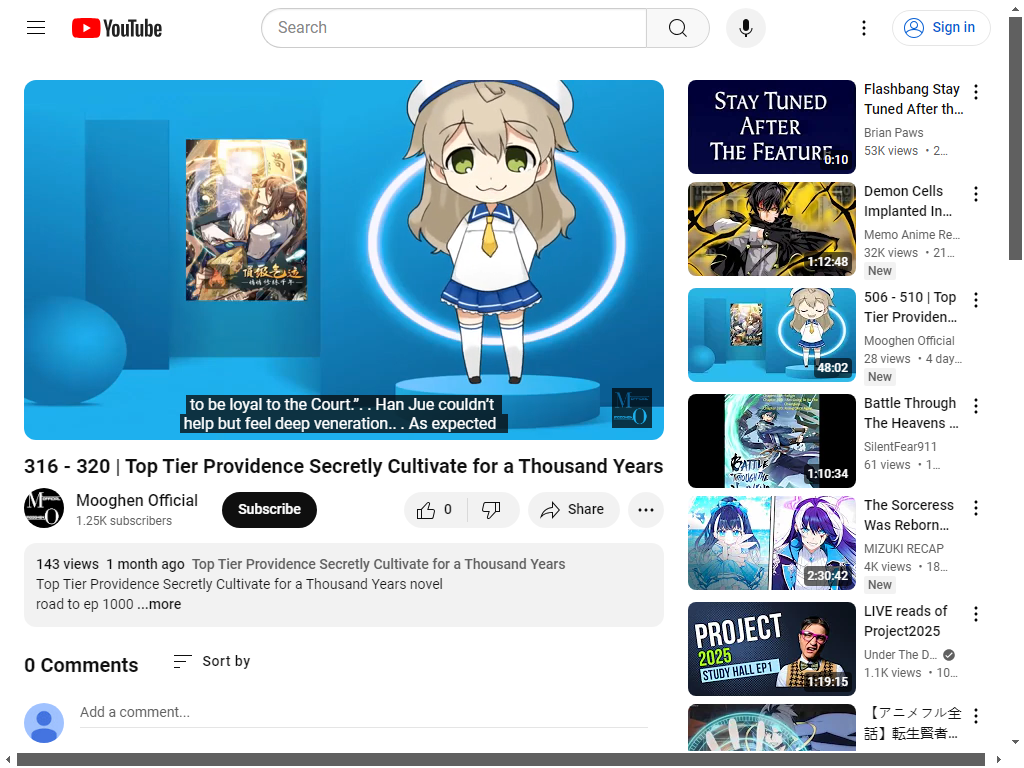 YouTube
Search
Sign in
to be loyal to the Court.”. . Han Jue couldn’t
help but feel deep veneration.. . As expected
316 - 320 | Top Tier Providence Secretly Cultivate for a Thousand Years
Mooghen Official
1.25K subscribers
Subscribe
0
Share
143 views 1 month ago Top Tier Providence Secretly Cultivate for a Thousand Years
Top Tier Providence Secretly Cultivate for a Thousand Years novel
road to ep 1000 ...more
0 Comments
Sort by
Add a comment...
STAY TUNED
AFTER
THE FEATURE
0:10
Flashbang Stay
Tuned After th…
Brian Paws
53K views • 2…
1:12:48
Demon Cells
Implanted In…
Memo Anime Re…
32K views • 21…
New
48:02
506 - 510 | Top
Tier Providen…
Mooghen Official
28 views • 4 day…
New
BATTLE
THROUGH THE
1:10:34
Battle Through
The Heavens …
SilentFear911
61 views • 1…
2:30:42
The Sorceress
Was Reborn…
MIZUKI RECAP
4K views • 18…
New
PROJECT
2025
STUDY HALL EP1
1:19:15
LIVE reads of
Project2025
Under The D…
1.1K views • 10…
【アニメフル全
話】転生賢者…